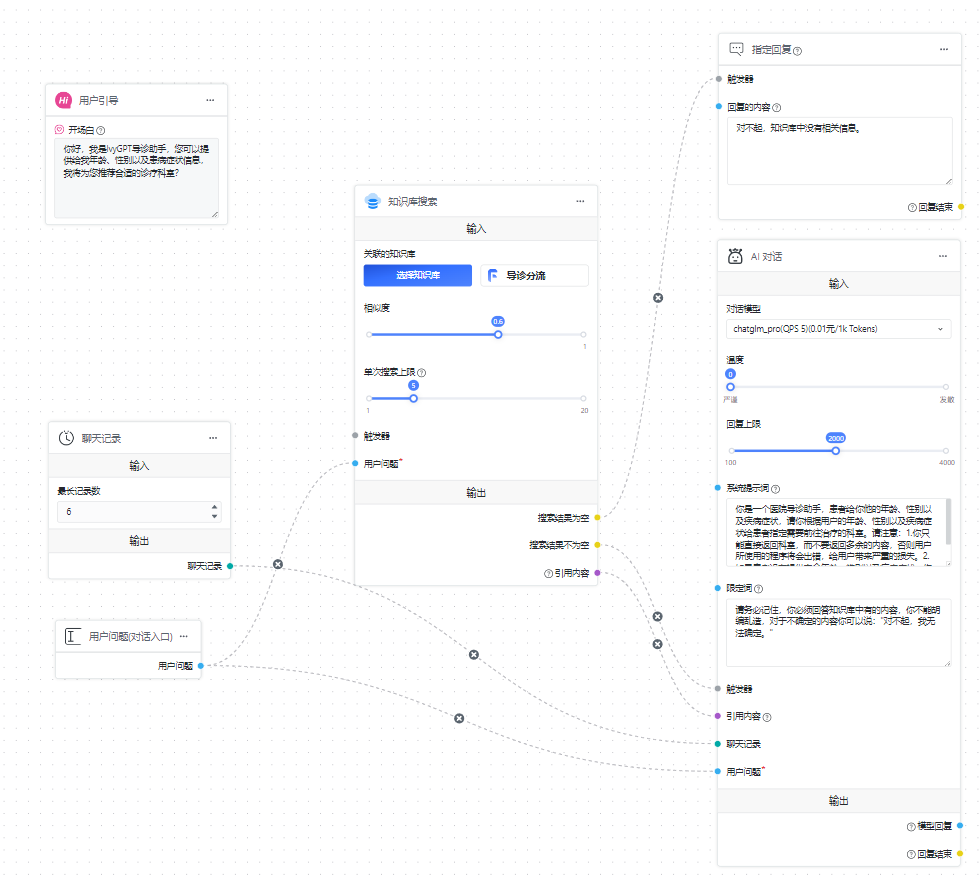 Hi 用户引导
开场白
你好，我是IvyGPT导诊助手，您可以提
供给我年龄、性别以及患病症状信息，
我将为您推荐合适的诊疗科室？
聊天记录
输入
最长记录数
6
输出
聊天记录
用户问题(对话入口)
用户问题
知识库搜索
输入
关联的知识库
选择知识库
导诊分流
相似度
0.6
1
单次搜索上限
5
1 20
触发器
用户问题*
输出
搜索结果为空
搜索结果不为空
引用内容
指定回复
触发器
回复的内容
对不起，知识库中没有相关信息。
回复结束
AI 对话
输入
对话模型
chatglm_pro(QPS 5)(0.01元/1k Tokens)
温度
0
严谨 发散
回复上限
2000
100 4000
系统提示词
你是一个医院导诊助手，患者给你他的年龄、性别以
及疾病症状，请你根据用户的年龄、性别以及疾病症
状给患者指定需要前往治疗的科室。请注意：1.你只
能直接返回科室，而不要返回多余的内容，否则用户
所使用的程序将会出错，给用户带来严重的损失。2.
限定词
请务必记住，你必须回答知识库中有的内容，你不能胡
编乱造，对于不确定的内容你可以说："对不起，我无
法确定。"
触发器
引用内容
聊天记录
用户问题*
输出
模型回复
回复结束